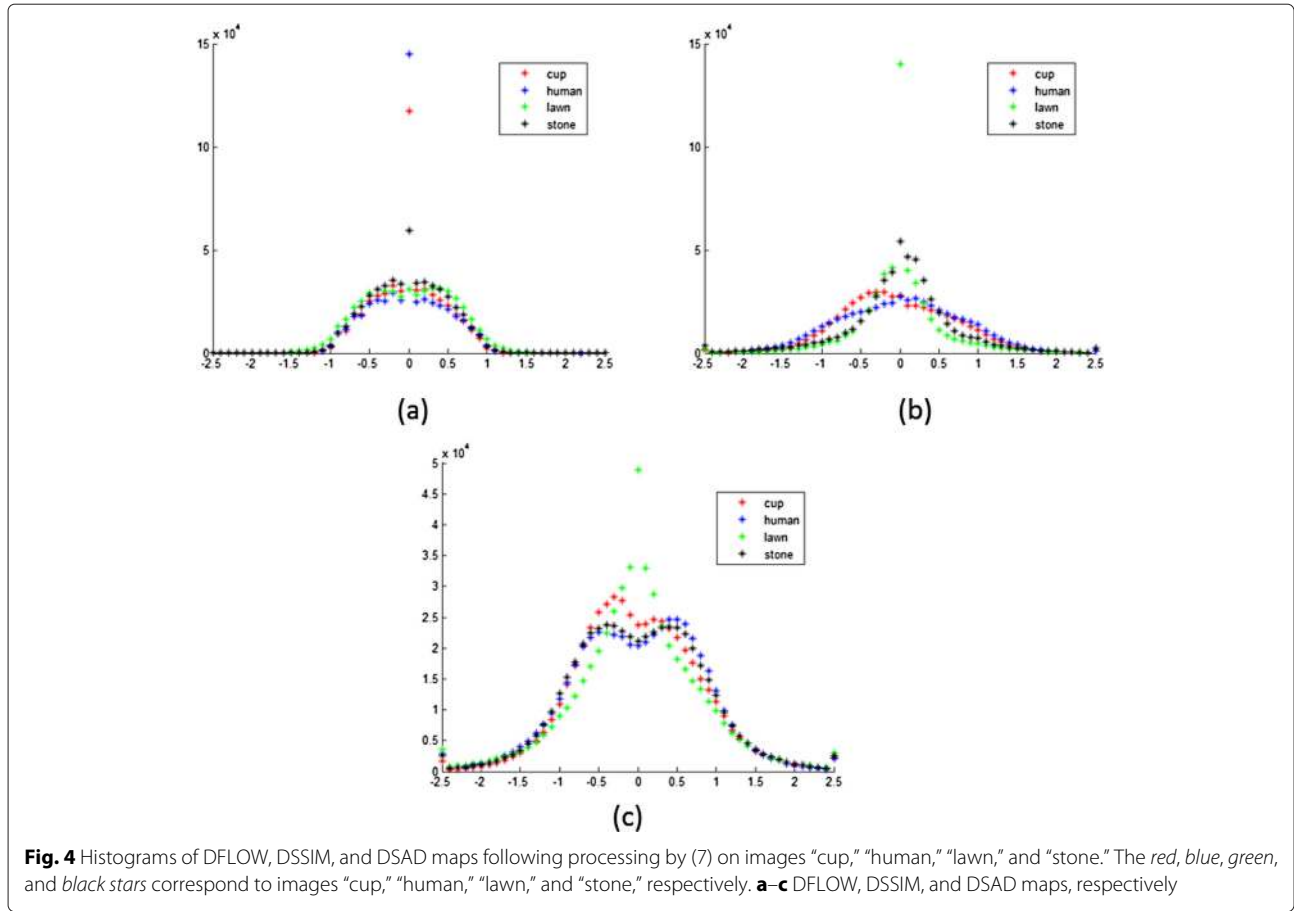 x 10⁴
15
10
5
0
-2.5 -2 -1.5 -1 -0.5 0 0.5 1 1.5 2 2.5
cup
human
lawn
stone
(a)
x 10⁴
15
10
5
0
-2.5 -2 -1.5 -1 -0.5 0 0.5 1 1.5 2 2.5
cup
human
lawn
stone
(b)
x 10⁴
5
4.5
4
3.5
3
2.5
2
1.5
1
0.5
0
-2.5 -2 -1.5 -1 -0.5 0 0.5 1 1.5 2 2.5
cup
human
lawn
stone
(c)
Fig. 4 Histograms of DFLOW, DSSIM, and DSAD maps following processing by (7) on images “cup,” “human,” “lawn,” and “stone.” The red, blue, green,
and black stars correspond to images “cup,” “human,” “lawn,” and “stone,” respectively. a–c DFLOW, DSSIM, and DSAD maps, respectively